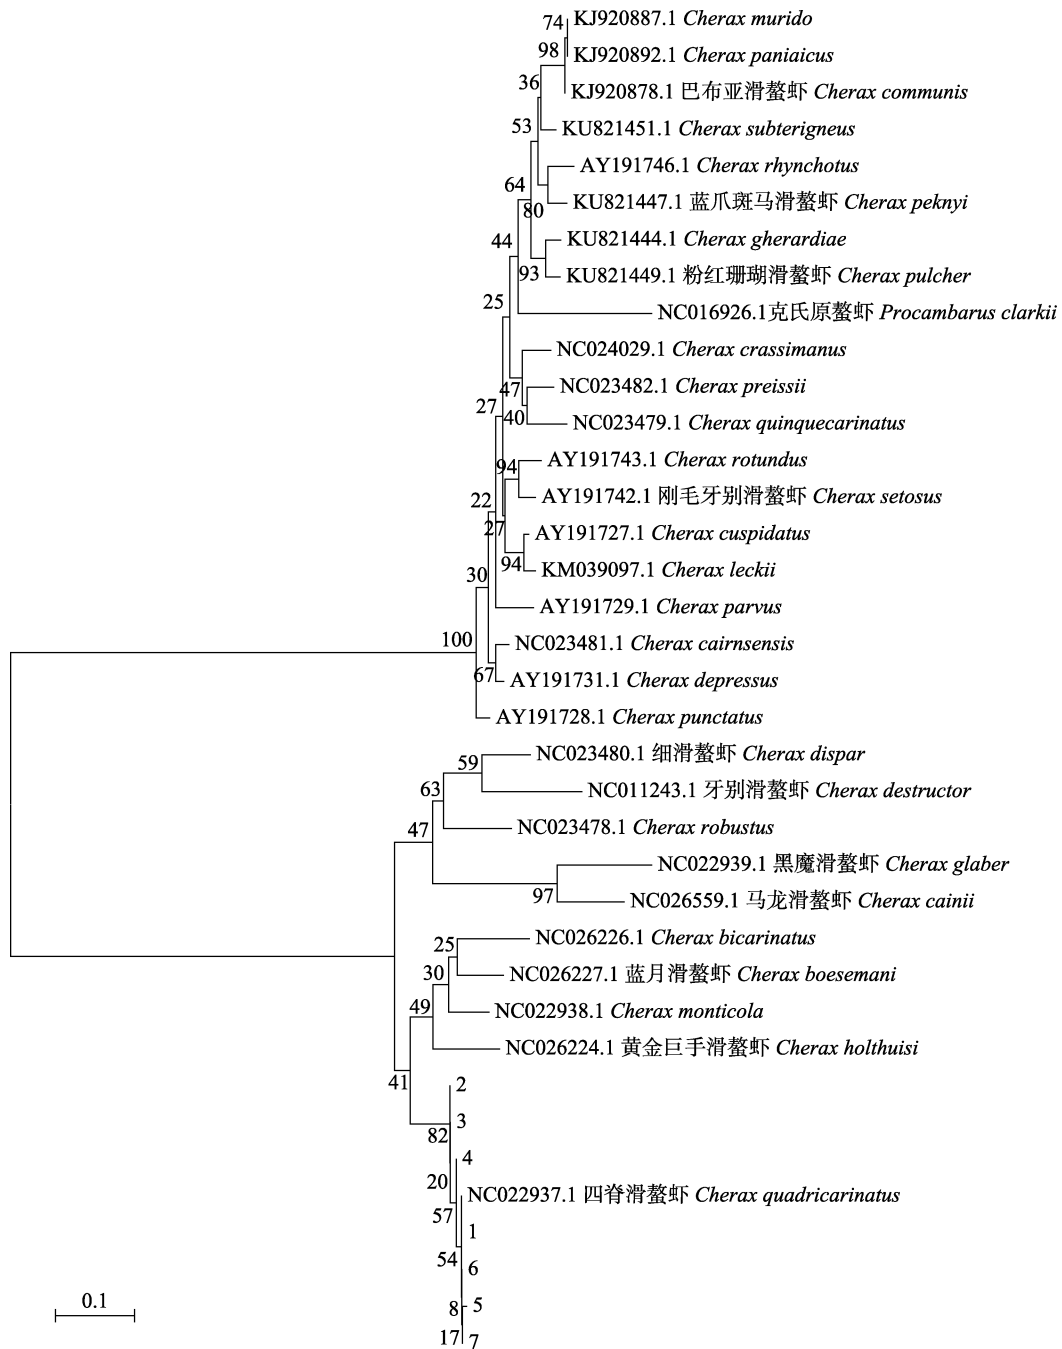 74
KJ920887.1 Cherax murido
98
KJ920892.1 Cherax paniaicus
36
KJ920878.1 巴布亚滑螯虾 Cherax communis
53
KU821451.1 Cherax subterigneus
AY191746.1 Cherax rhynchotus
64
KU821447.1 蓝爪斑马滑螯虾 Cherax peknyi
80
44
KU821444.1 Cherax gherardiae
93
KU821449.1 粉红珊瑚滑螯虾 Cherax pulcher
25
NC016926.1克氏原螯虾 Procambarus clarkii
NC024029.1 Cherax crassimanus
47
NC023482.1 Cherax preissii
27
40
NC023479.1 Cherax quinquecarinatus
94
AY191743.1 Cherax rotundus
22
AY191742.1 刚毛牙别滑螯虾 Cherax setosus
27
AY191727.1 Cherax cuspidatus
94
KM039097.1 Cherax leckii
30
AY191729.1 Cherax parvus
100
NC023481.1 Cherax cairnsensis
67
AY191731.1 Cherax depressus
AY191728.1 Cherax punctatus
59
NC023480.1 细滑螯虾 Cherax dispar
63
NC011243.1 牙别滑螯虾 Cherax destructor
47
NC023478.1 Cherax robustus
NC022939.1 黑魔滑螯虾 Cherax glaber
97
NC026559.1 马龙滑螯虾 Cherax cainii
25
NC026226.1 Cherax bicarinatus
30
NC026227.1 蓝月滑螯虾 Cherax boesemani
49
NC022938.1 Cherax monticola
NC026224.1 黄金巨手滑螯虾 Cherax holthuisi
41
2
82
3
4
20
NC022937.1 四脊滑螯虾 Cherax quadricarinatus
57
1
54
6
8
5
17
7
0.1